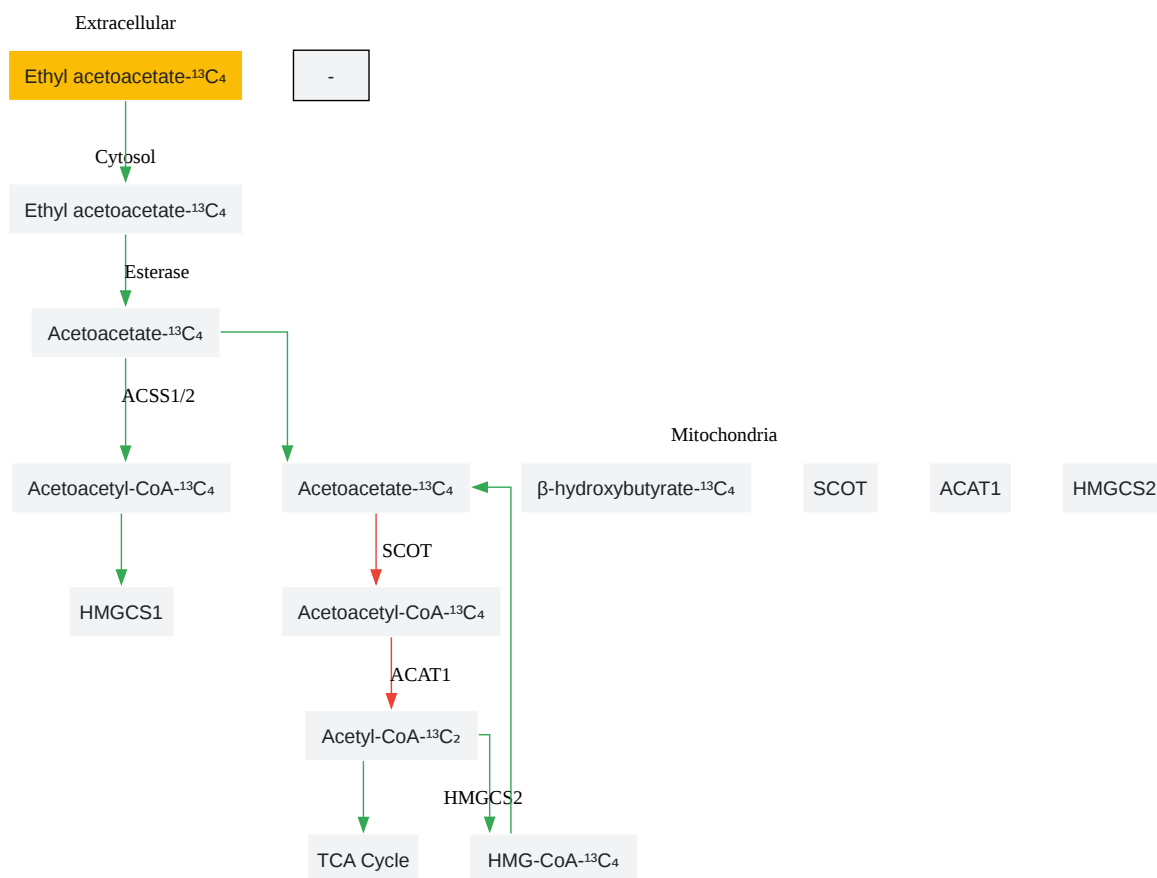 Extracellular
Ethyl acetoacetate-¹³C₄
-
Cytosol
Ethyl acetoacetate-¹³C₄
Esterase
Acetoacetate-¹³C₄
ACSS1/2
Mitochondria
Acetoacetyl-CoA-¹³C₄
Acetoacetate-¹³C₄
β-hydroxybutyrate-¹³C₄
SCOT
ACAT1
HMGCS2
SCOT
HMGCS1
Acetoacetyl-CoA-¹³C₄
ACAT1
Acetyl-CoA-¹³C₂
HMGCS2
TCA Cycle
HMG-CoA-¹³C₄